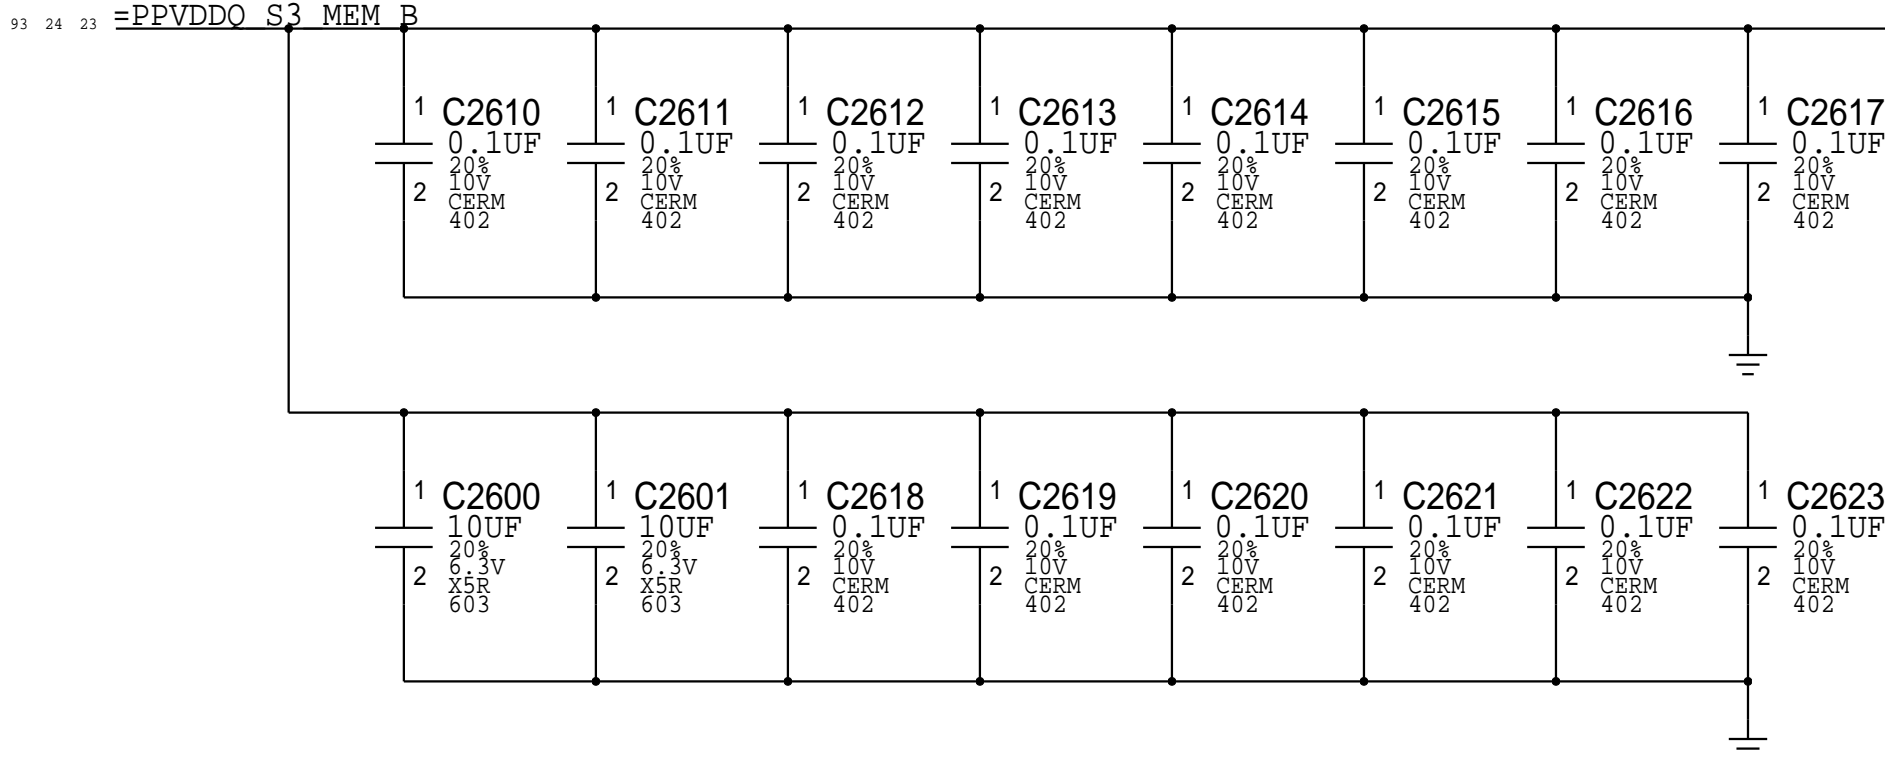 93 24 23 =PPVDDQ_S3_MEM_B
1 C2610 1 C2611 1 C2612 1 C2613 1 C2614 1 C2615 1 C2616 1 C2617
0.1UF 0.1UF 0.1UF 0.1UF 0.1UF 0.1UF 0.1UF 0.1UF
20% 20% 20% 20% 20% 20% 20% 20%
10V 10V 10V 10V 10V 10V 10V 10V
2 CERM 2 CERM 2 CERM 2 CERM 2 CERM 2 CERM 2 CERM 2 CERM
402 402 402 402 402 402 402 402
1 C2600 1 C2601 1 C2618 1 C2619 1 C2620 1 C2621 1 C2622 1 C2623
10UF 10UF 0.1UF 0.1UF 0.1UF 0.1UF 0.1UF 0.1UF
20% 20% 20% 20% 20% 20% 20% 20%
6.3V 6.3V 10V 10V 10V 10V 10V 10V
2 X5R 2 X5R 2 CERM 2 CERM 2 CERM 2 CERM 2 CERM 2 CERM
603 603 402 402 402 402 402 402